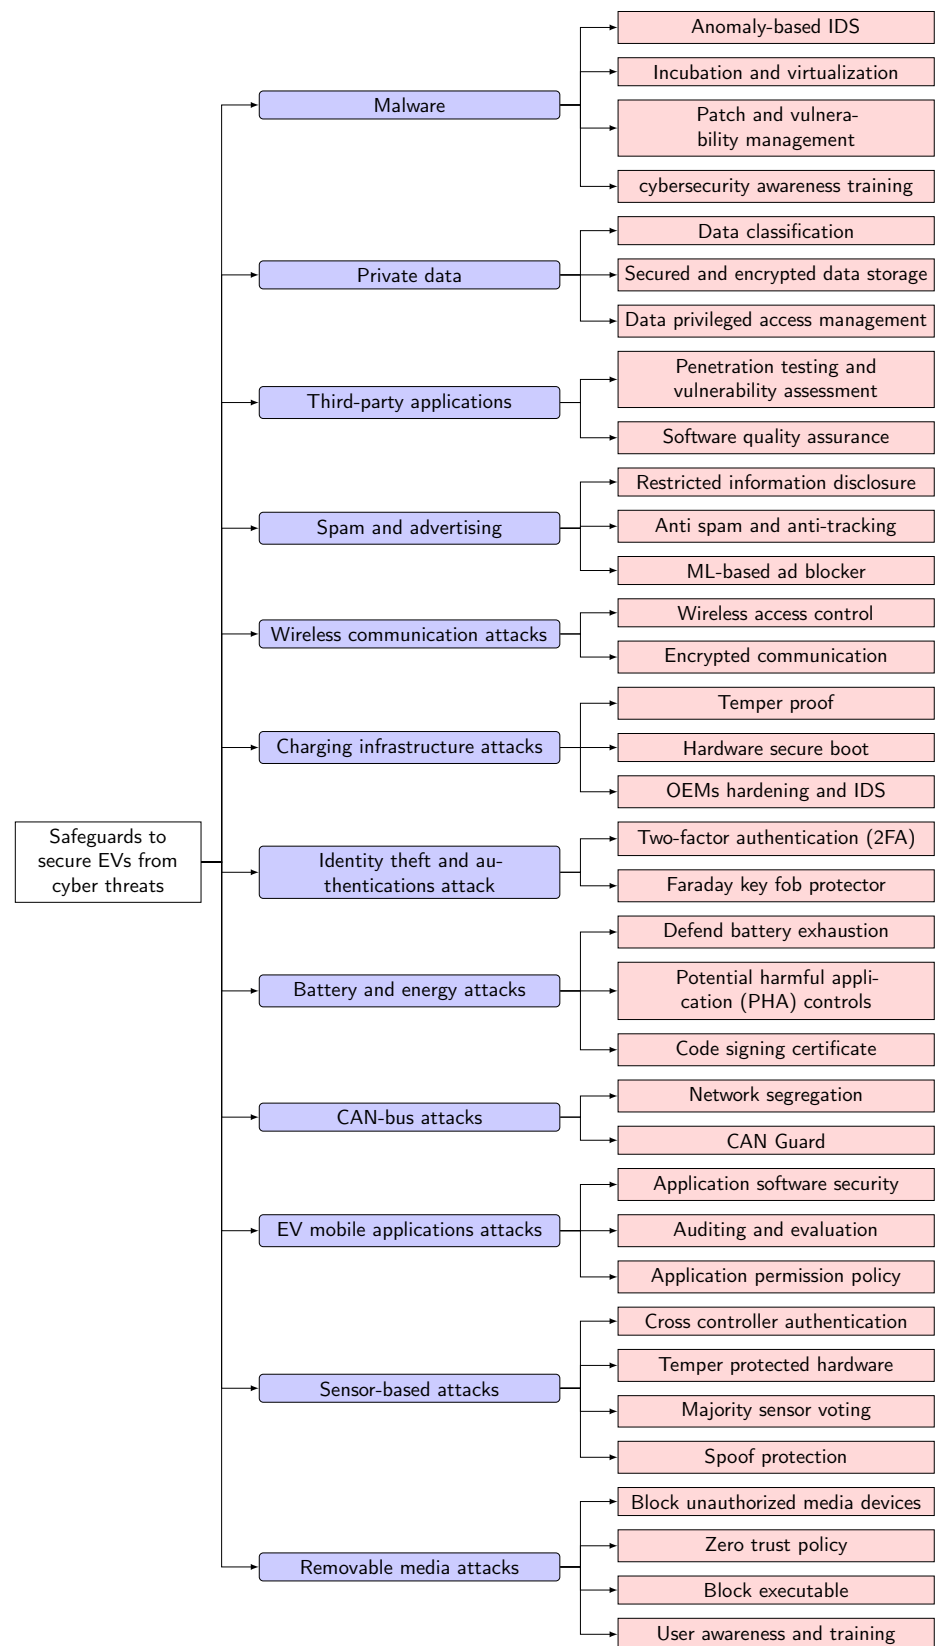 Safeguards to
secure EVs from
cyber threats
Malware
Anomaly-based IDS
Incubation and virtualization
Patch and vulnera-
bility management
cybersecurity awareness training
Private data
Data classification
Secured and encrypted data storage
Data privileged access management
Third-party applications
Penetration testing and
vulnerability assessment
Software quality assurance
Spam and advertising
Restricted information disclosure
Anti spam and anti-tracking
ML-based ad blocker
Wireless communication attacks
Wireless access control
Encrypted communication
Charging infrastructure attacks
Temper proof
Hardware secure boot
OEMs hardening and IDS
Identity theft and au-
thentications attack
Two-factor authentication (2FA)
Faraday key fob protector
Battery and energy attacks
Defend battery exhaustion
Potential harmful appli-
cation (PHA) controls
Code signing certificate
CAN-bus attacks
Network segregation
CAN Guard
EV mobile applications attacks
Application software security
Auditing and evaluation
Application permission policy
Sensor-based attacks
Cross controller authentication
Temper protected hardware
Majority sensor voting
Spoof protection
Removable media attacks
Block unauthorized media devices
Zero trust policy
Block executable
User awareness and training